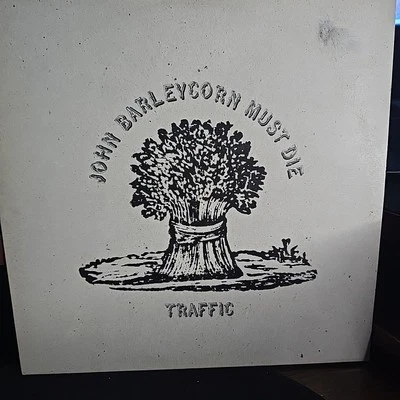 JOHN BARLEYCORN MUST DIE
TRAFFIC